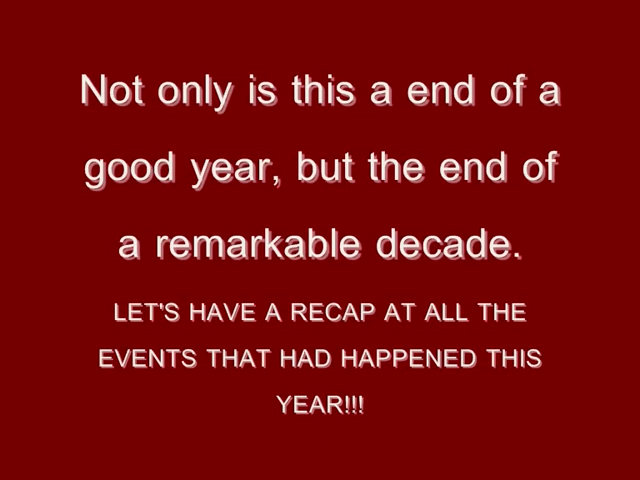 Not only is this a end of a
good year, but the end of
a remarkable decade.
LET'S HAVE A RECAP AT ALL THE
EVENTS THAT HAD HAPPENED THIS
YEAR!!!